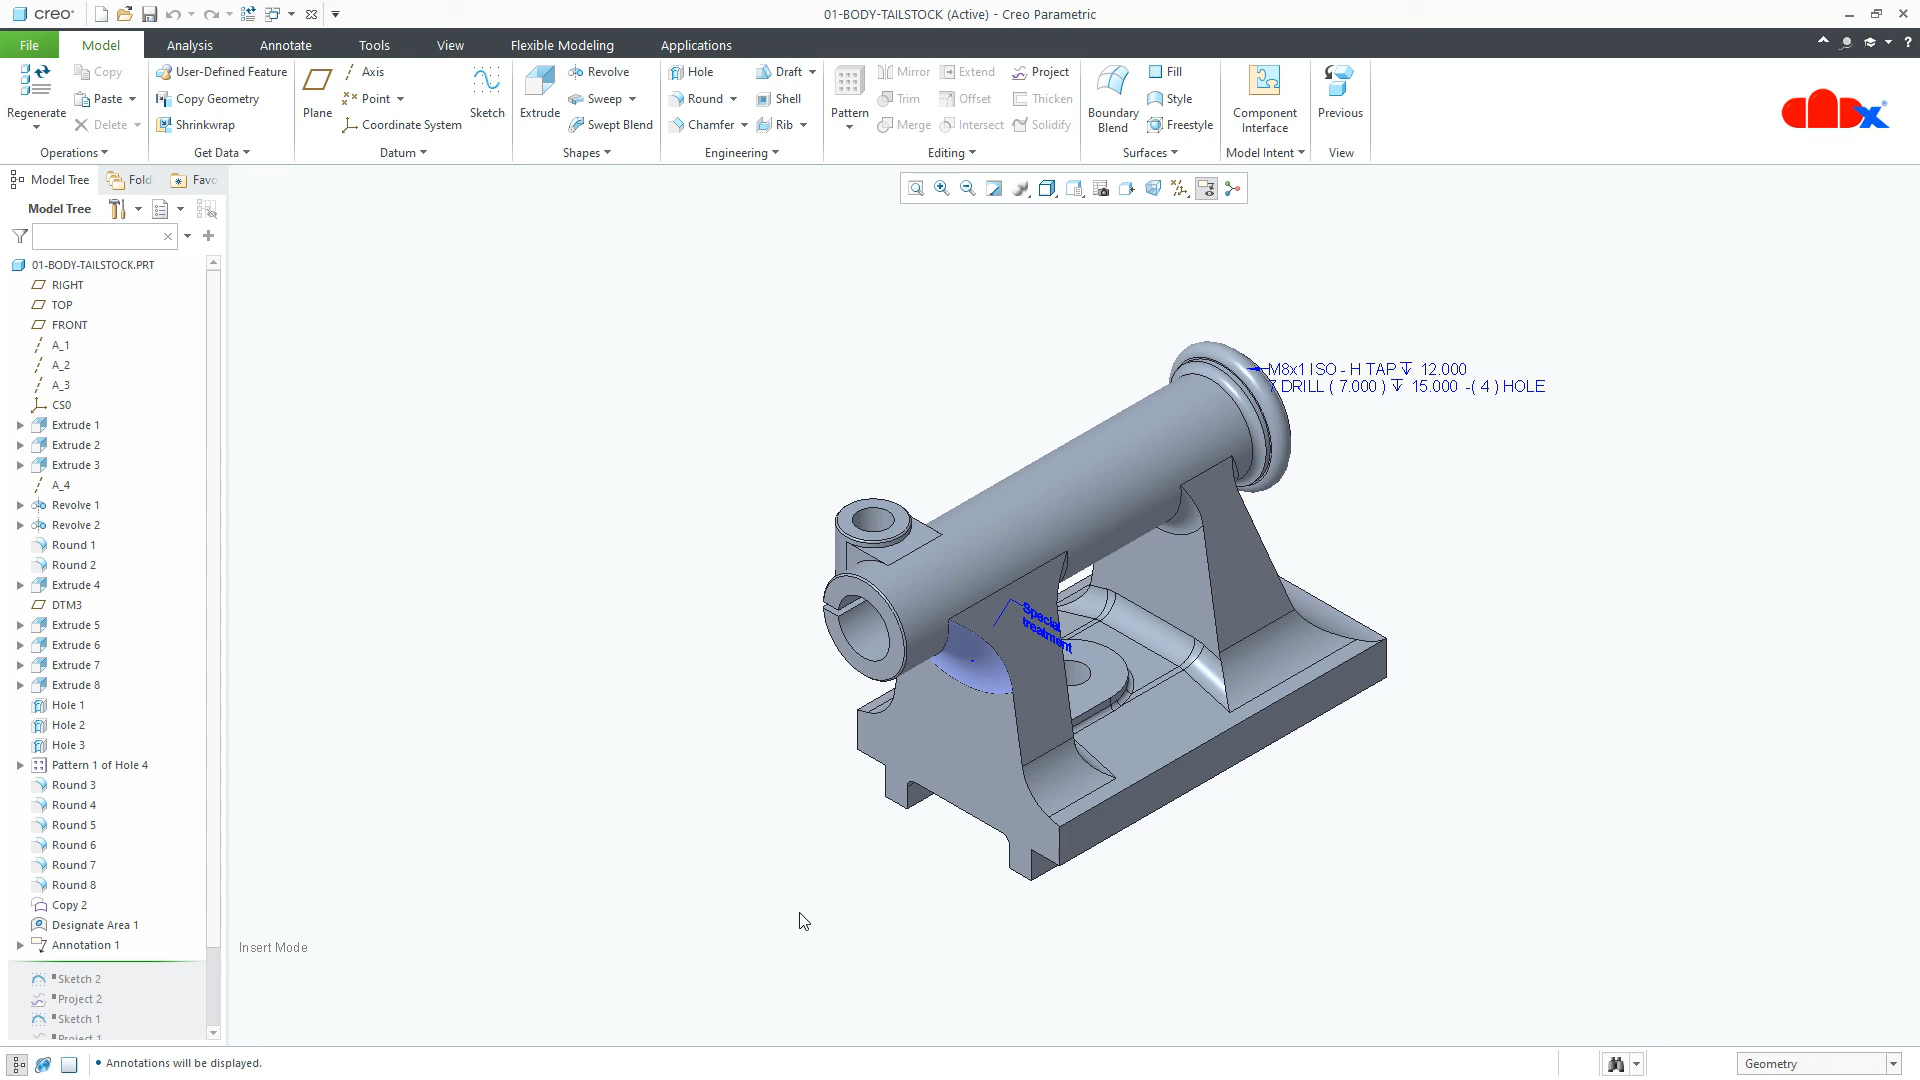 creo
01-BODY-TAILSTOCK (Active) - Creo Parametric
File
Model
Analysis
Annotate
Tools
View
Flexible Modeling
Applications
?
Regenerate
Copy
Paste
Delete
Operations
User-Defined Feature
Copy Geometry
Shrinkwrap
Get Data
Plane
Axis
Point
Coordinate System
Sketch
Datum
Extrude
Revolve
Sweep
Swept Blend
Shapes
Hole
Round
Chamfer
Draft
Shell
Rib
Engineering
Pattern
Mirror
Trim
Merge
Extend
Offset
Intersect
Project
Thicken
Solidify
Editing
Boundary
Blend
Fill
Style
Freestyle
Surfaces
Component
Interface
Model Intent
Previous
View
Model Tree
Fold
Favo
Model Tree
01-BODY-TAILSTOCK.PRT
RIGHT
TOP
FRONT
A_1
A_2
A_3
CS0
Extrude 1
Extrude 2
Extrude 3
A_4
Revolve 1
Revolve 2
Round 1
Round 2
Extrude 4
DTM3
Extrude 5
Extrude 6
Extrude 7
Extrude 8
Hole 1
Hole 2
Hole 3
Pattern 1 of Hole 4
Round 3
Round 4
Round 5
Round 6
Round 7
Round 8
Copy 2
Designate Area 1
Annotation 1
Sketch 2
Project 2
Sketch 1
Project 1
M8x1 ISO - H TAP ↧ 12.000
7 DRILL ( 7.000 ) ↧ 15.000 -( 4 ) HOLE
Special
treatment
Insert Mode
Annotations will be displayed.
Geometry